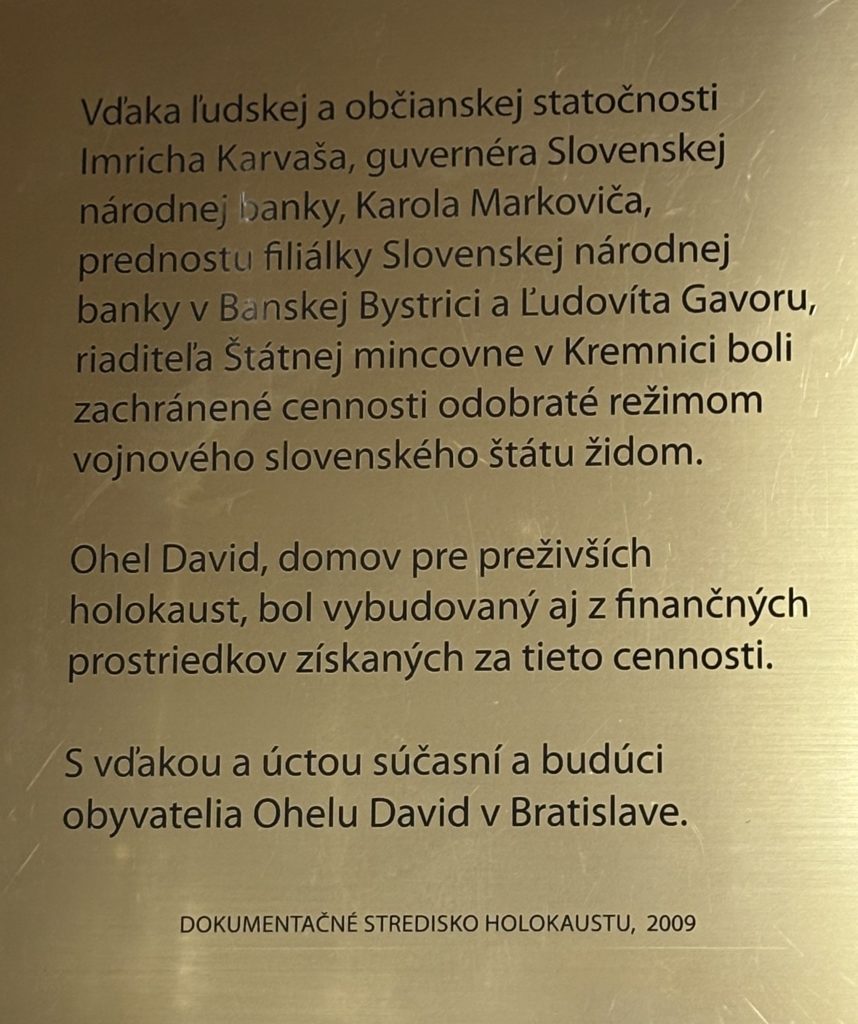 Vďaka ľudskej a občianskej statočnosti
Imricha Karvaša, guvernéra Slovenskej
národnej banky, Karola Markoviča,
prednostu filiálky Slovenskej národnej
banky v Banskej Bystrici a Ľudovíta Gavoru,
riaditeľa Štátnej mincovne v Kremnici boli
zachránené cennosti odobraté režimom
vojnového slovenského štátu židom.
Ohel David, domov pre preživších
holokaust, bol vybudovaný aj z finančných
prostriedkov získaných za tieto cennosti.
S vďakou a úctou súčasní a budúci
obyvatelia Ohelu David v Bratislave.
DOKUMENTAČNÉ STREDISKO HOLOKAUSTU, 2009